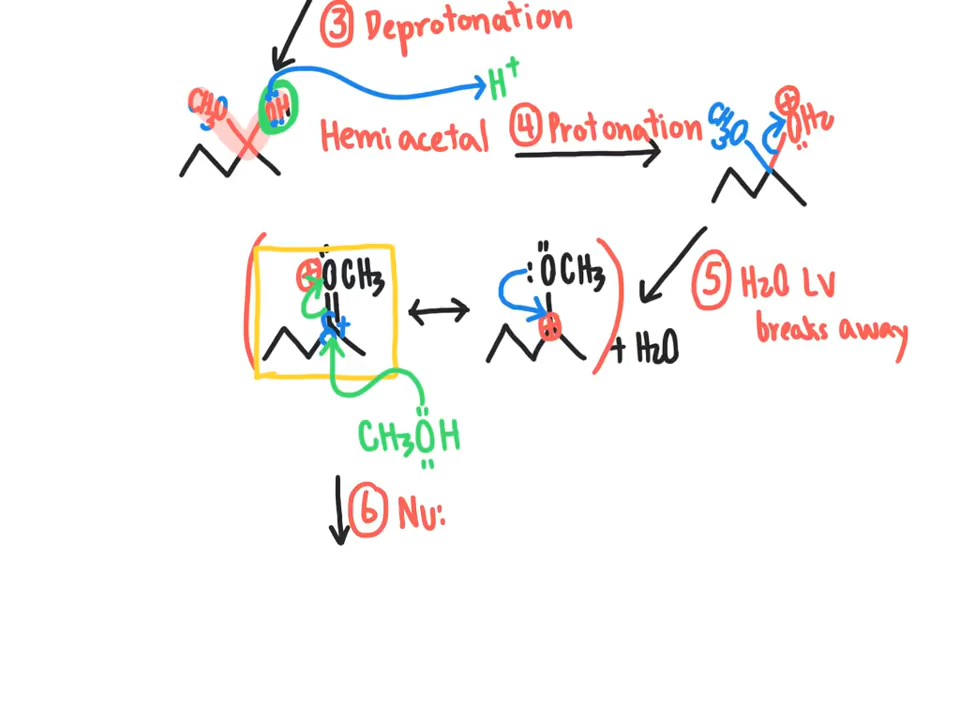 ③ Deprotonation
CH3O
OH
H+
Hemiacetal
④ Protonation
CH3O
⊕
OH2
⊕
OCH3
+
:ÖCH3
⊕
+ H2O
⑤ H2O LV
breaks away
CH3ÖH
⑥ Nu: